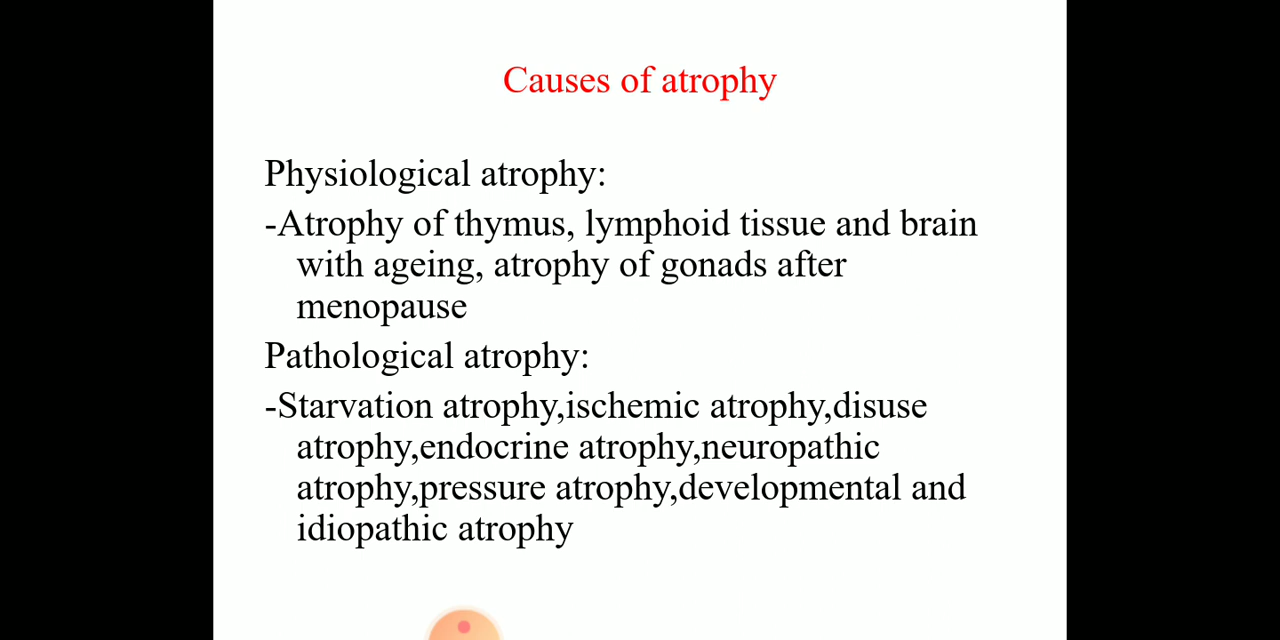 Causes of atrophy
Physiological atrophy:
-Atrophy of thymus, lymphoid tissue and brain
with ageing, atrophy of gonads after
menopause
Pathological atrophy:
-Starvation atrophy,ischemic atrophy,disuse
atrophy,endocrine atrophy,neuropathic
atrophy,pressure atrophy,developmental and
idiopathic atrophy